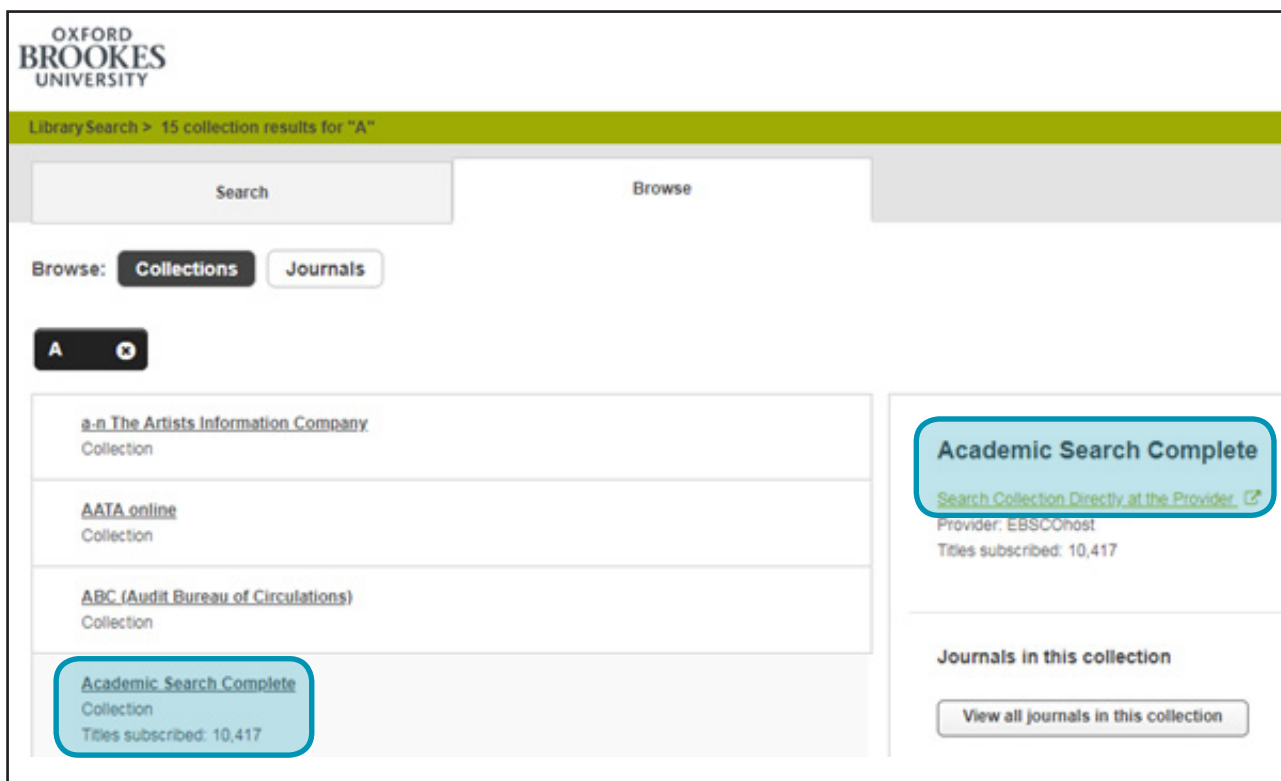 OXFORD
BROOKES
UNIVERSITY
LibrarySearch > 15 collection results for "A"
Search
Browse
Browse:
Collections
Journals
A
a-n The Artists Information Company
Collection
AATA online
Collection
ABC (Audit Bureau of Circulations)
Collection
Academic Search Complete
Collection
Titles subscribed: 10,417
Academic Search Complete
Search Collection Directly at the Provider
Provider: EBSCOhost
Titles subscribed: 10,417
Journals in this collection
View all journals in this collection